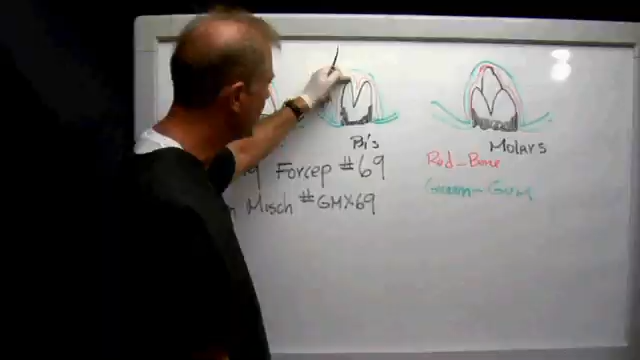 Bi's
Molars
Forcep #69
Misch #GMX69
Red-Bone
Green-Gum